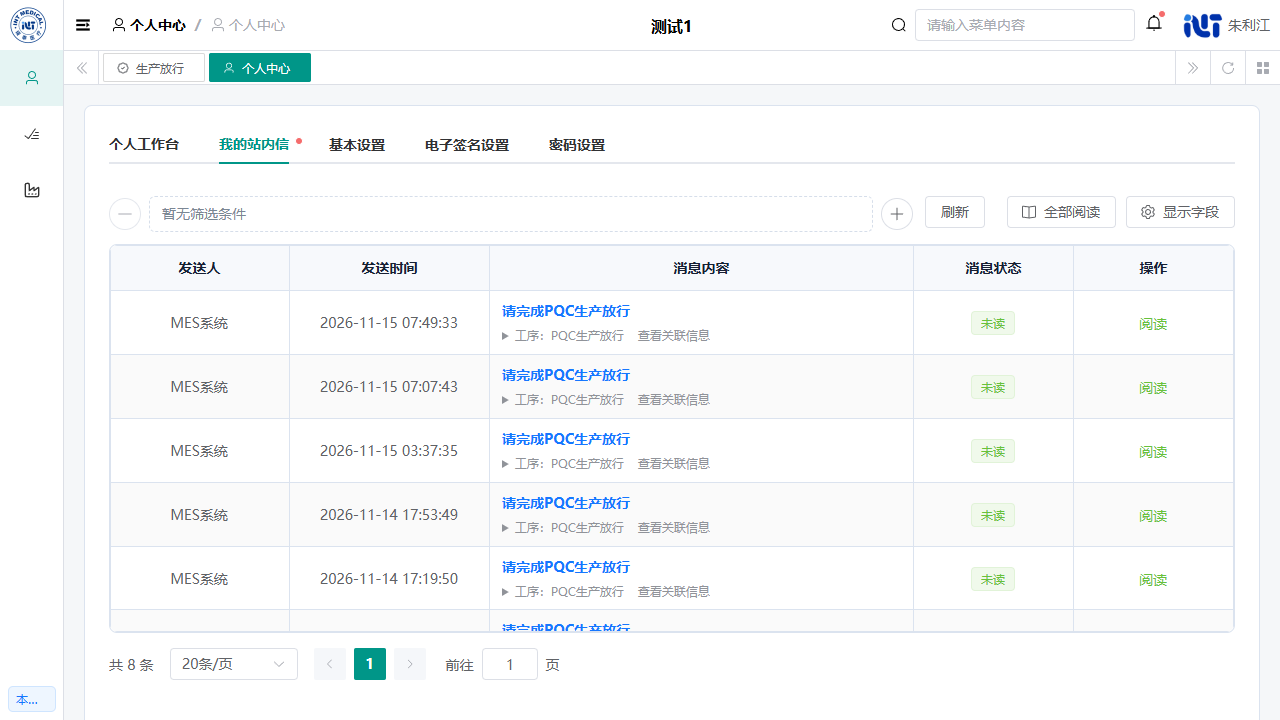 个人中心 / 个人中心
测试1
请输入菜单内容
朱利江
生产放行
个人中心
个人工作台
我的站内信
基本设置
电子签名设置
密码设置
暂无筛选条件
刷新
全部阅读
显示字段
发送人 发送时间 消息内容 消息状态 操作
MES系统 2026-11-15 07:49:33 请完成PQC生产放行 未读 阅读
工序: PQC生产放行 查看关联信息
MES系统 2026-11-15 07:07:43 请完成PQC生产放行 未读 阅读
工序: PQC生产放行 查看关联信息
MES系统 2026-11-15 03:37:35 请完成PQC生产放行 未读 阅读
工序: PQC生产放行 查看关联信息
MES系统 2026-11-14 17:53:49 请完成PQC生产放行 未读 阅读
工序: PQC生产放行 查看关联信息
MES系统 2026-11-14 17:19:50 请完成PQC生产放行 未读 阅读
工序: PQC生产放行 查看关联信息
请完成PQC生产放行
共 8 条
20条/页
1
前往 1 页
本...